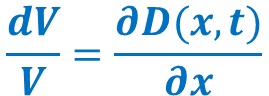 dV/V = ∂D(x,t)/∂x